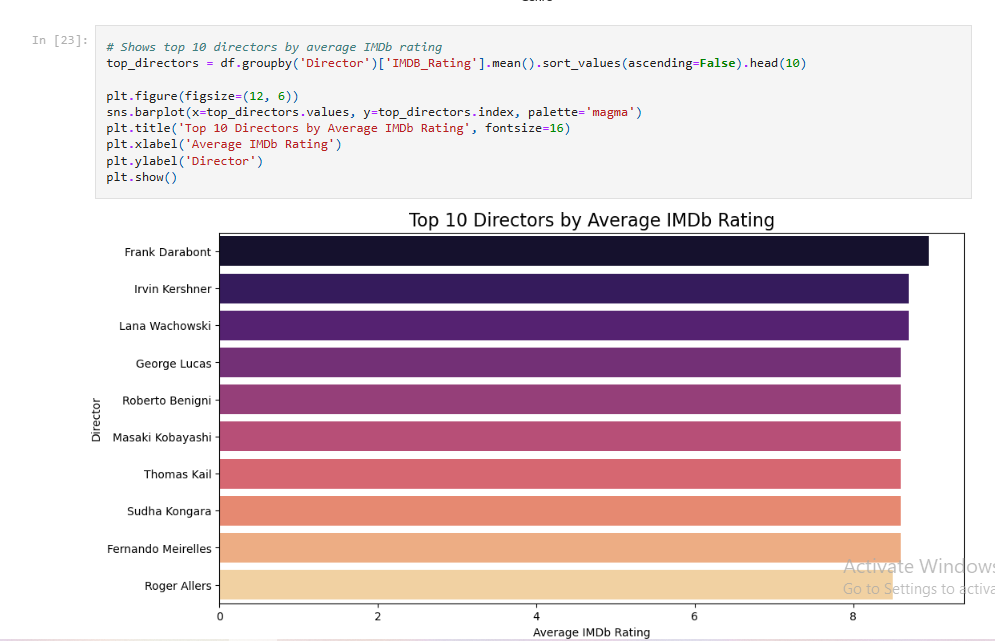 In [23]:
# Shows top 10 directors by average IMDb rating
top_directors = df.groupby('Director')['IMDB_Rating'].mean().sort_values(ascending=False).head(10)
plt.figure(figsize=(12, 6))
sns.barplot(x=top_directors.values, y=top_directors.index, palette='magma')
plt.title('Top 10 Directors by Average IMDb Rating', fontsize=16)
plt.xlabel('Average IMDb Rating')
plt.ylabel('Director')
plt.show()
Top 10 Directors by Average IMDb Rating
Frank Darabont
Irvin Kershner
Lana Wachowski
George Lucas
Roberto Benigni
Director
Masaki Kobayashi
Thomas Kail
Sudha Kongara
Fernando Meirelles
Roger Allers
Activate Windows
Go to Settings to activa
0 2 4 6 8
Average IMDb Rating